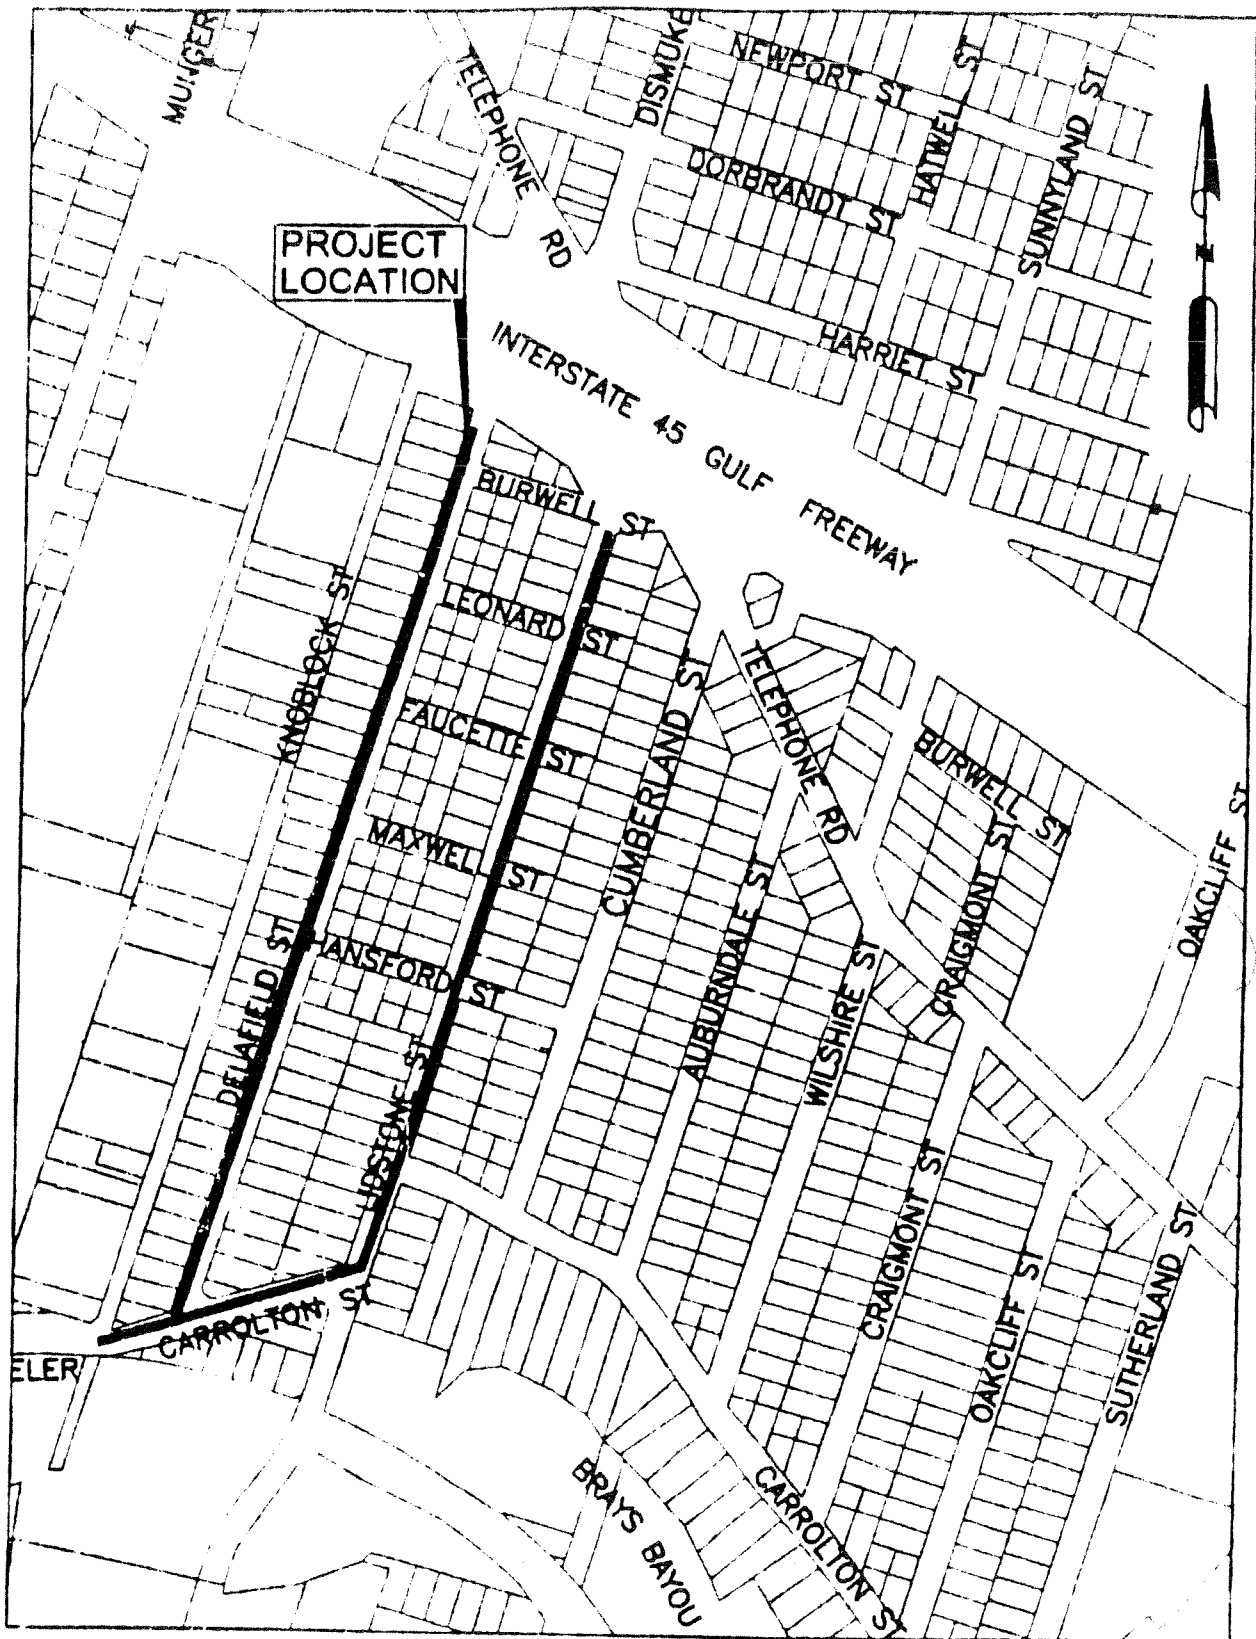 MUNGER
TELEPHONE RD
NEWPORT ST
HATWELL ST
SUNNYLAND ST
DORBRANDT ST
PROJECT
LOCATION
HARRIET ST
INTERSTATE 45 GULF FREEWAY
BURWELL ST
LEONARD ST
KNOBLOCK ST
FAUCETTE ST
CUMBERLAND ST
TELEPHONE RD
BURWELL ST
MAXWELL ST
CRAIGMONT ST
OAKCLIFF ST
AUBURNDALE ST
HANSFORD ST
DELAFIELD ST
WILSHIRE ST
CRAIGMONT ST
OAKCLIFF ST
SUTHERLAND ST
CARROLTON ST
ELER
BRAYS BAYOU
CARROLTON ST